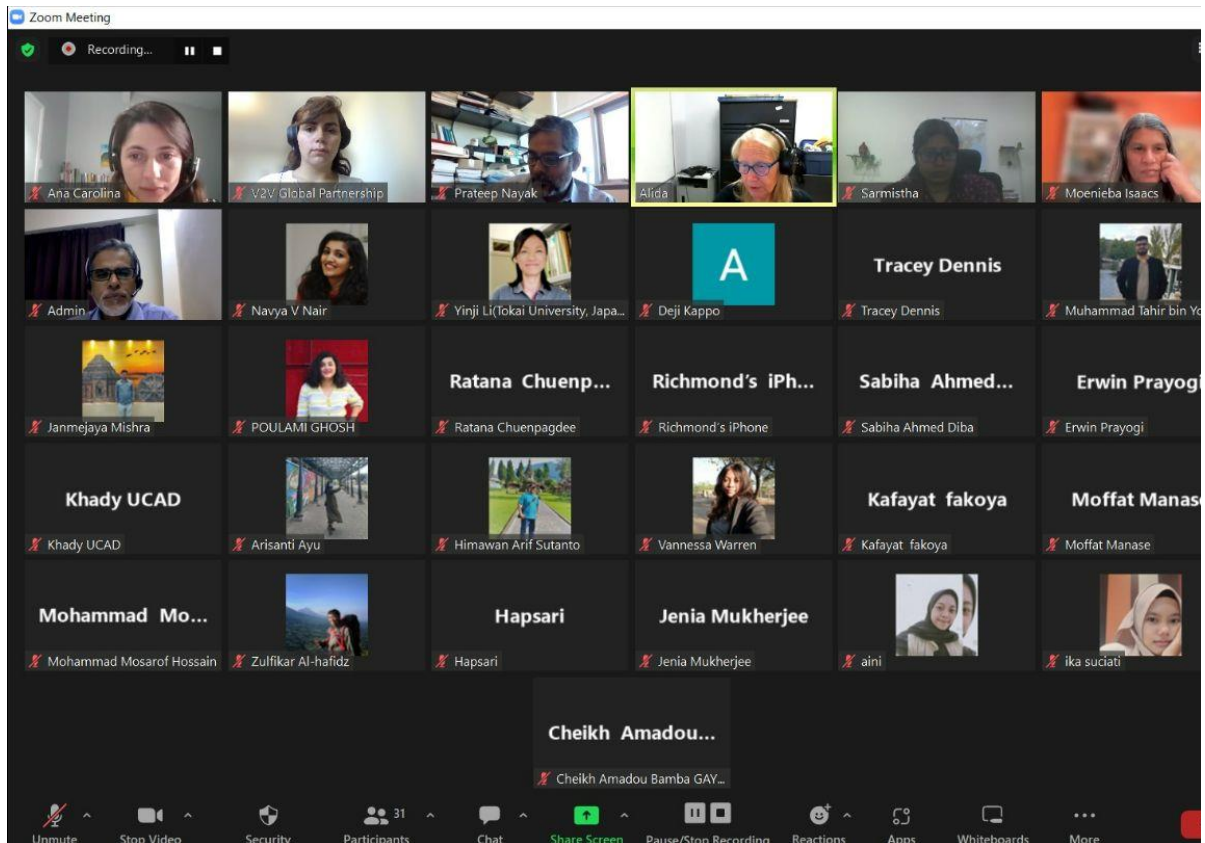 Zoom Meeting
Recording...
Ana Carolina
V2V Global Partnership
Prateep Nayak
Alida
Sarmistha
Moenieba Isaacs
Admin
Navya V Nair
Yinji Li(Tokai University, Japa...
A
Deji Kappo
Tracey Dennis
Tracey Dennis
Muhammad Tahir bin Yo
Janmejaya Mishra
POULAMI GHOSH
Ratana Chuenp...
Ratana Chuenpagdee
Richmond's iPh...
Richmond's iPhone
Sabiha Ahmed...
Sabiha Ahmed Diba
Erwin Prayogi
Erwin Prayogi
Khady UCAD
Khady UCAD
Arisanti Ayu
Himawan Arif Sutanto
Vannessa Warren
Kafayat fakoya
Kafayat fakoya
Moffat Manas
Moffat Manase
Mohammad Mo...
Mohammad Mosarof Hossain
Zulfikar Al-hafidz
Hapsari
Hapsari
Jenia Mukherjee
Jenia Mukherjee
aini
ika suciati
Cheikh Amadou...
Cheikh Amadou Bamba GAY...
31
Unmute
Stop Video
Security
Participants
Chat
Share Screen
Pause/Stop Recording
Reactions
Apps
Whiteboards
More